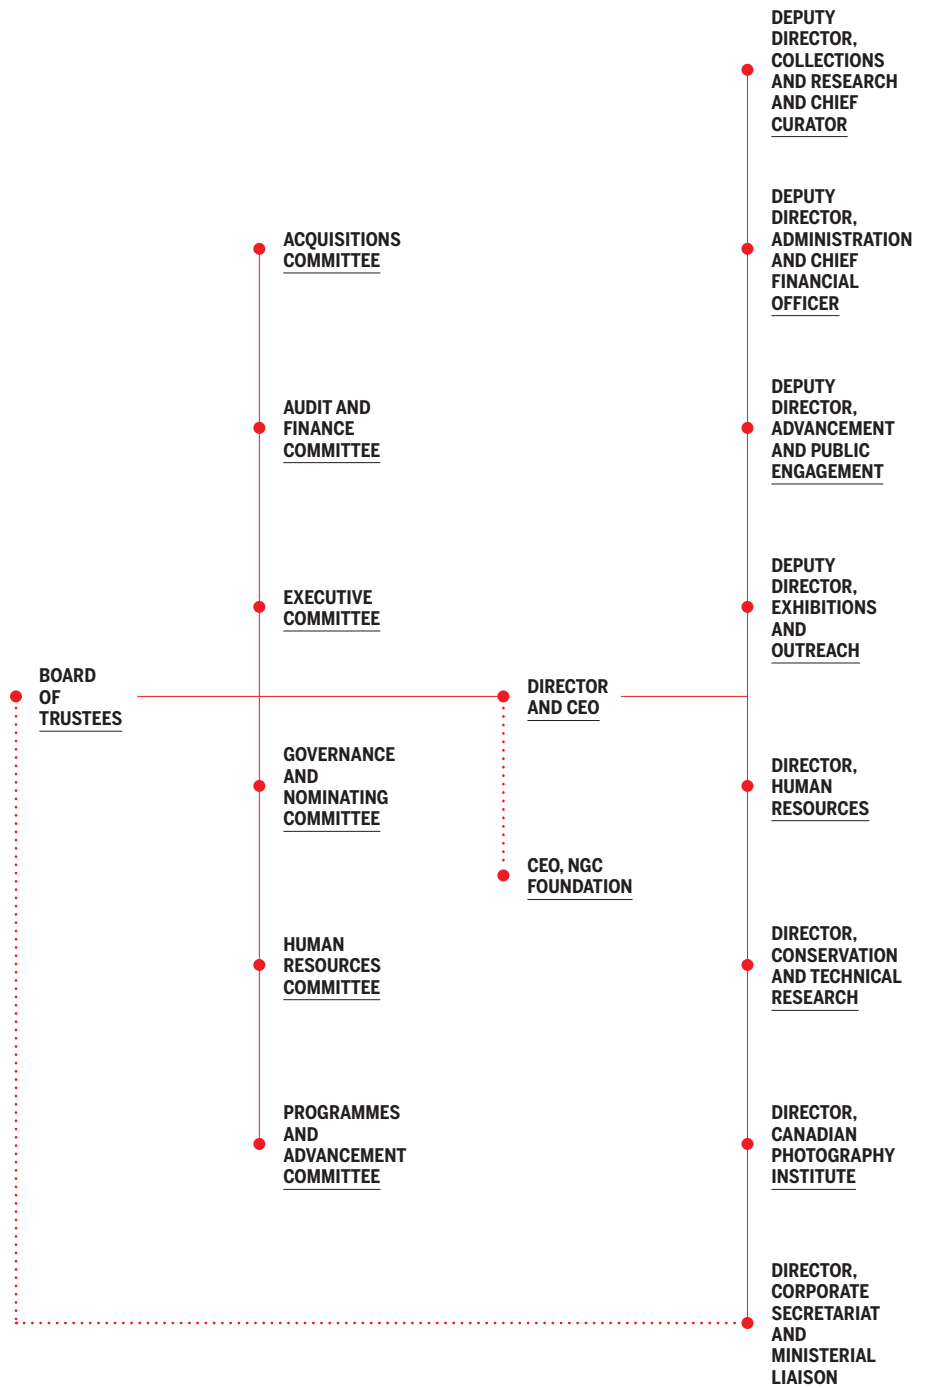 BOARD
OF
TRUSTEES
ACQUISITIONS
COMMITTEE
AUDIT AND
FINANCE
COMMITTEE
EXECUTIVE
COMMITTEE
GOVERNANCE
AND
NOMINATING
COMMITTEE
HUMAN
RESOURCES
COMMITTEE
PROGRAMMES
AND
ADVANCEMENT
COMMITTEE
DIRECTOR
AND CEO
CEO, NGC
FOUNDATION
DEPUTY
DIRECTOR,
COLLECTIONS
AND RESEARCH
AND CHIEF
CURATOR
DEPUTY
DIRECTOR,
ADMINISTRATION
AND CHIEF
FINANCIAL
OFFICER
DEPUTY
DIRECTOR,
ADVANCEMENT
AND PUBLIC
ENGAGEMENT
DEPUTY
DIRECTOR,
EXHIBITIONS
AND
OUTREACH
DIRECTOR,
HUMAN
RESOURCES
DIRECTOR,
CONSERVATION
AND TECHNICAL
RESEARCH
DIRECTOR,
CANADIAN
PHOTOGRAPHY
INSTITUTE
DIRECTOR,
CORPORATE
SECRETARIAT
AND
MINISTERIAL
LIAISON